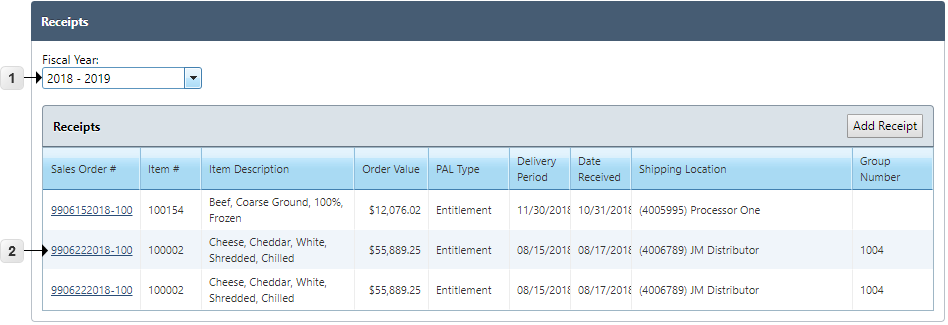 Receipts
Fiscal Year:
1
2018 - 2019
Receipts
Add Receipt
Sales Order # Item # Item Description Order Value PAL Type Delivery Period Date Received Shipping Location Group Number
9906152018-100 100154 Beef, Coarse Ground, 100%, Frozen $12,076.02 Entitlement 11/30/2018 10/31/2018 (4005995) Processor One
2
9906222018-100 100002 Cheese, Cheddar, White, Shredded, Chilled $55,889.25 Entitlement 08/15/2018 08/17/2018 (4006789) JM Distributor 1004
9906222018-100 100002 Cheese, Cheddar, White, Shredded, Chilled $55,889.25 Entitlement 08/15/2018 08/17/2018 (4006789) JM Distributor 1004